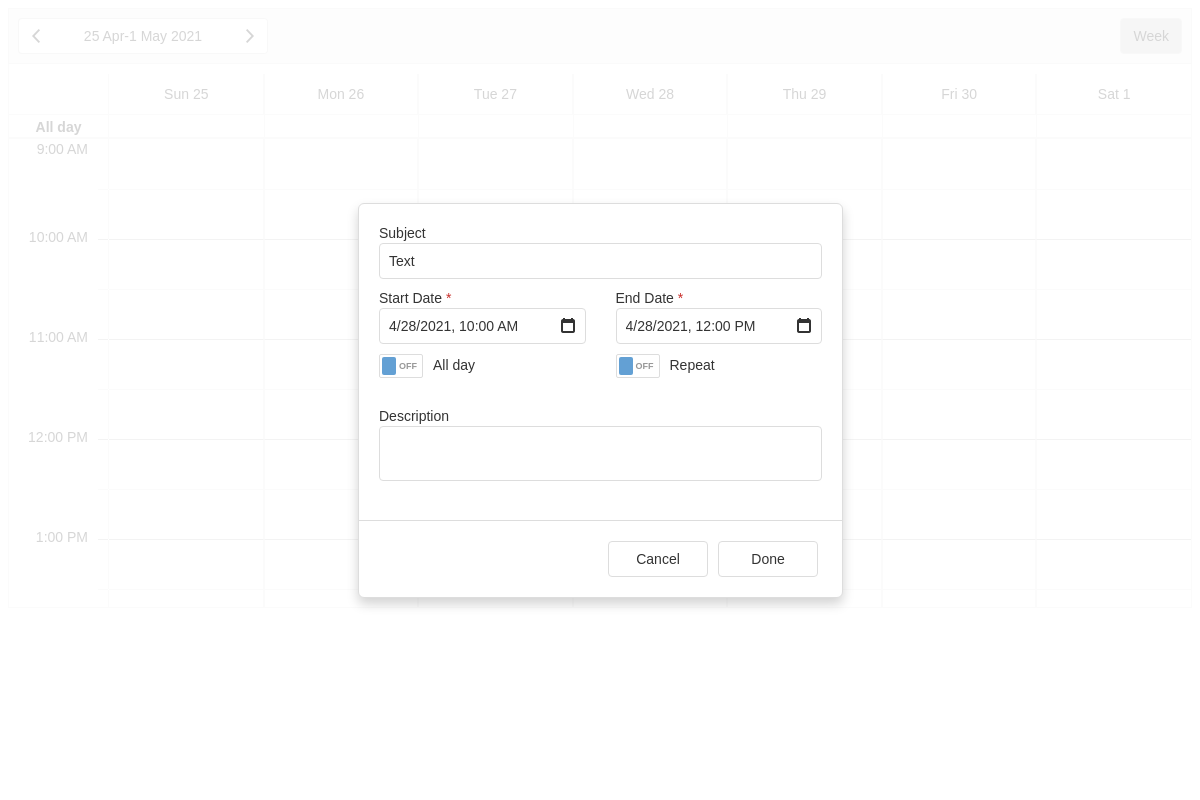 25 Apr-1 May 2021
Week
Sun 25 Mon 26 Tue 27 Wed 28 Thu 29 Fri 30 Sat 1
All day
9:00 AM
10:00 AM
11:00 AM
12:00 PM
1:00 PM
Subject
Text
Start Date * End Date *
4/28/2021, 10:00 AM 4/28/2021, 12:00 PM
OFF All day OFF Repeat
Description
Cancel Done